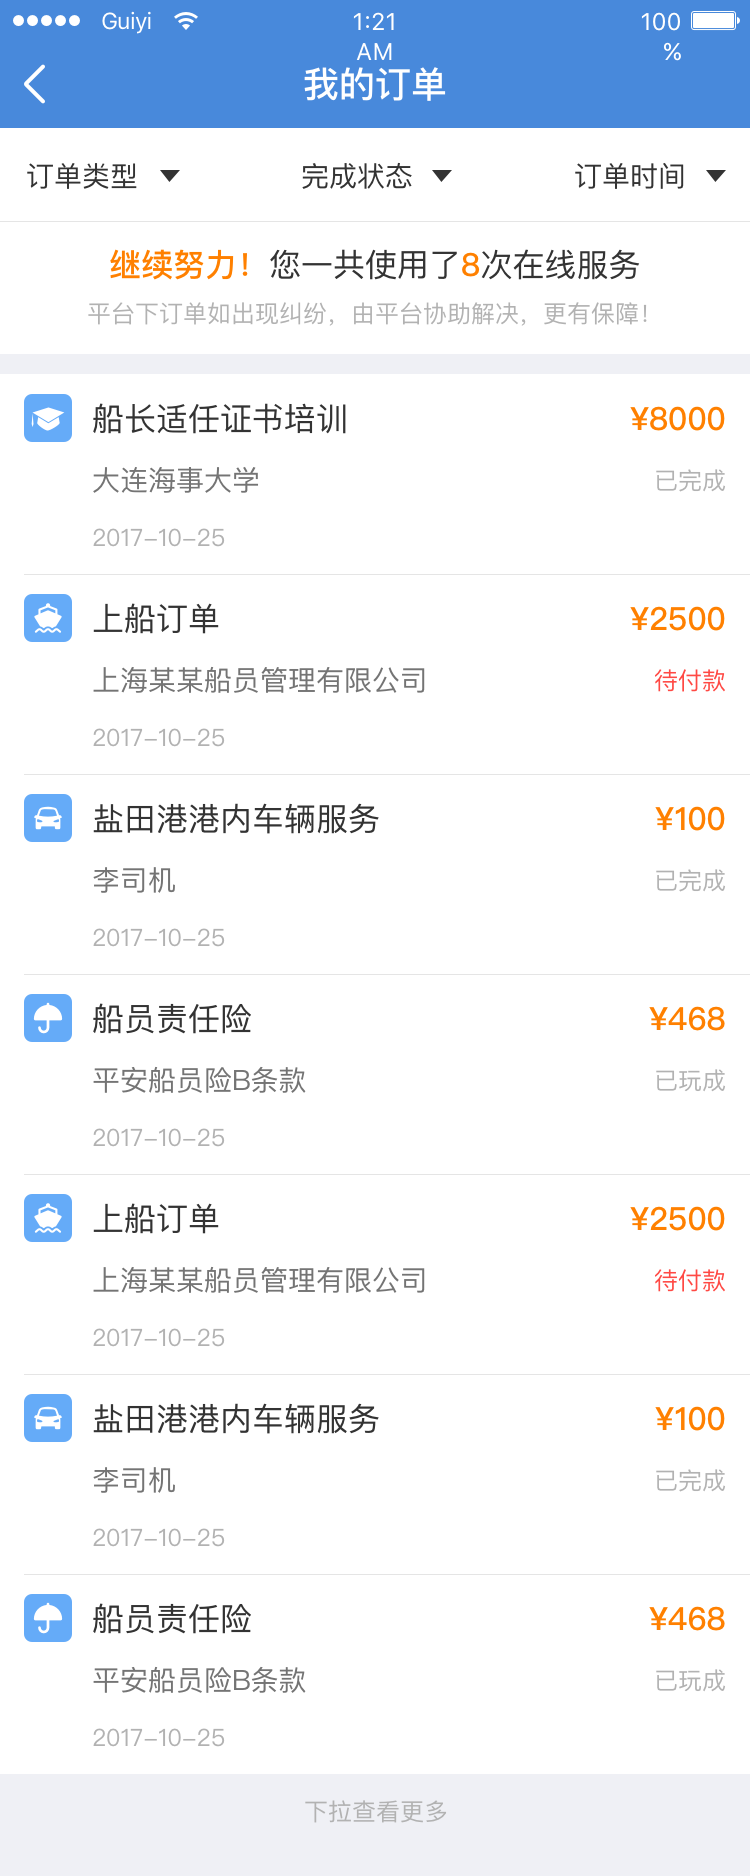 Guiyi
1:21 AM
100 %
我的订单
订单类型
完成状态
订单时间
继续努力！您一共使用了8次在线服务
平台下订单如出现纠纷，由平台协助解决，更有保障！
船长适任证书培训
¥8000
大连海事大学
已完成
2017-10-25
上船订单
¥2500
上海某某船员管理有限公司
待付款
2017-10-25
盐田港港内车辆服务
¥100
李司机
已完成
2017-10-25
船员责任险
¥468
平安船员险B条款
已玩成
2017-10-25
上船订单
¥2500
上海某某船员管理有限公司
待付款
2017-10-25
盐田港港内车辆服务
¥100
李司机
已完成
2017-10-25
船员责任险
¥468
平安船员险B条款
已玩成
2017-10-25
下拉查看更多